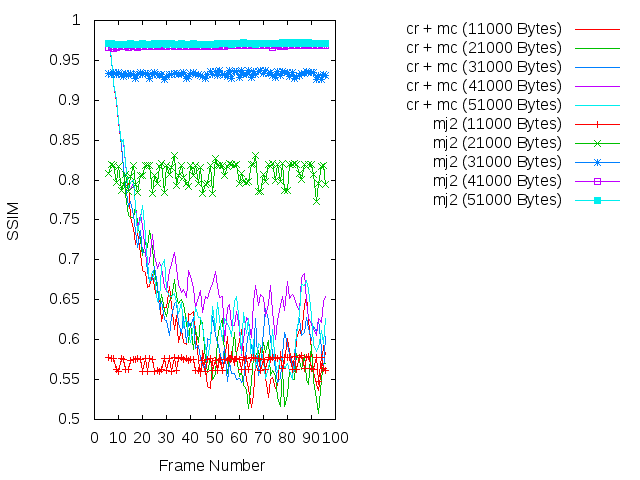 1
0.95
0.9
0.85
0.8
0.75
0.7
0.65
0.6
0.55
0.5
0 10 20 30 40 50 60 70 80 90 100
SSIM
Frame Number
cr + mc (11000 Bytes)
cr + mc (21000 Bytes)
cr + mc (31000 Bytes)
cr + mc (41000 Bytes)
cr + mc (51000 Bytes)
mj2 (11000 Bytes)
mj2 (21000 Bytes)
mj2 (31000 Bytes)
mj2 (41000 Bytes)
mj2 (51000 Bytes)